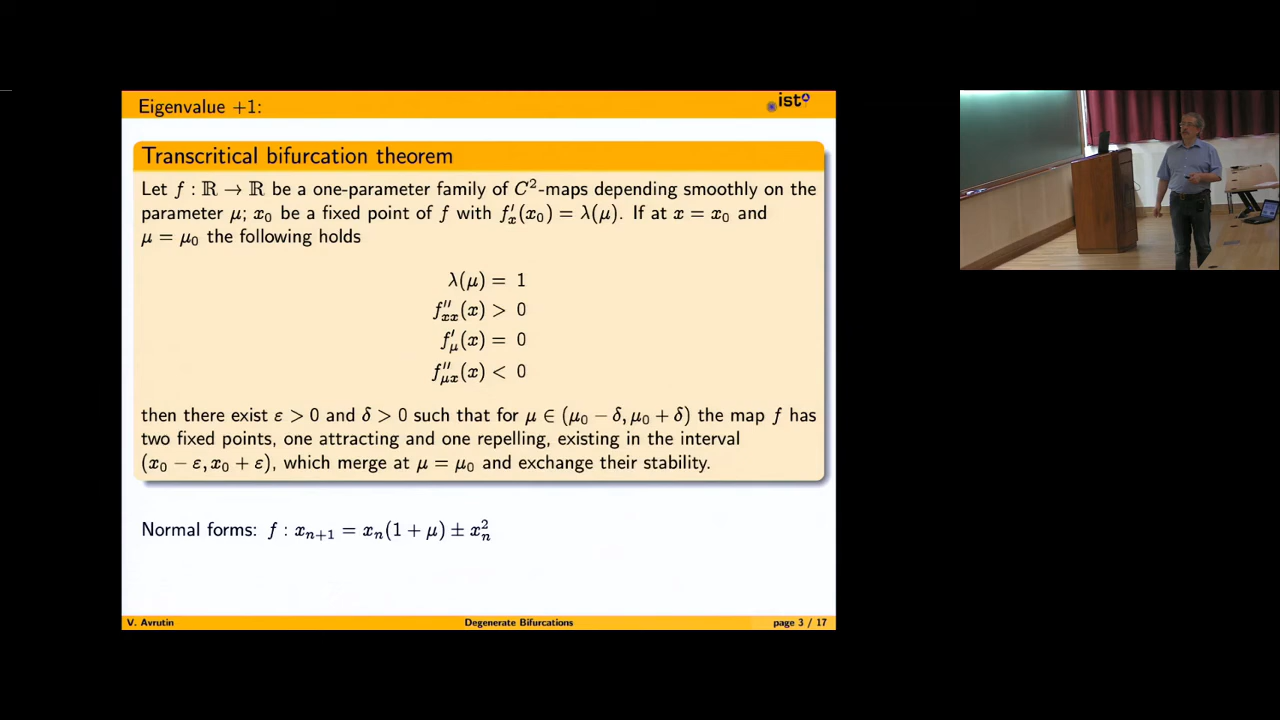 Eigenvalue +1:
ist
Transcritical bifurcation theorem
Let f : ℝ → ℝ be a one-parameter family of C²-maps depending smoothly on the
parameter μ; x₀ be a fixed point of f with f′ₓ(x₀) = λ(μ). If at x = x₀ and
μ = μ₀ the following holds
λ(μ) = 1
f″ₓₓ(x) > 0
f′_μ(x) = 0
f″_μx(x) < 0
then there exist ε > 0 and δ > 0 such that for μ ∈ (μ₀ − δ, μ₀ + δ) the map f has
two fixed points, one attracting and one repelling, existing in the interval
(x₀ − ε, x₀ + ε), which merge at μ = μ₀ and exchange their stability.
Normal forms: f : xₙ₊₁ = xₙ(1 + μ) ± xₙ²
V. Avrutin Degenerate Bifurcations page 3 / 17